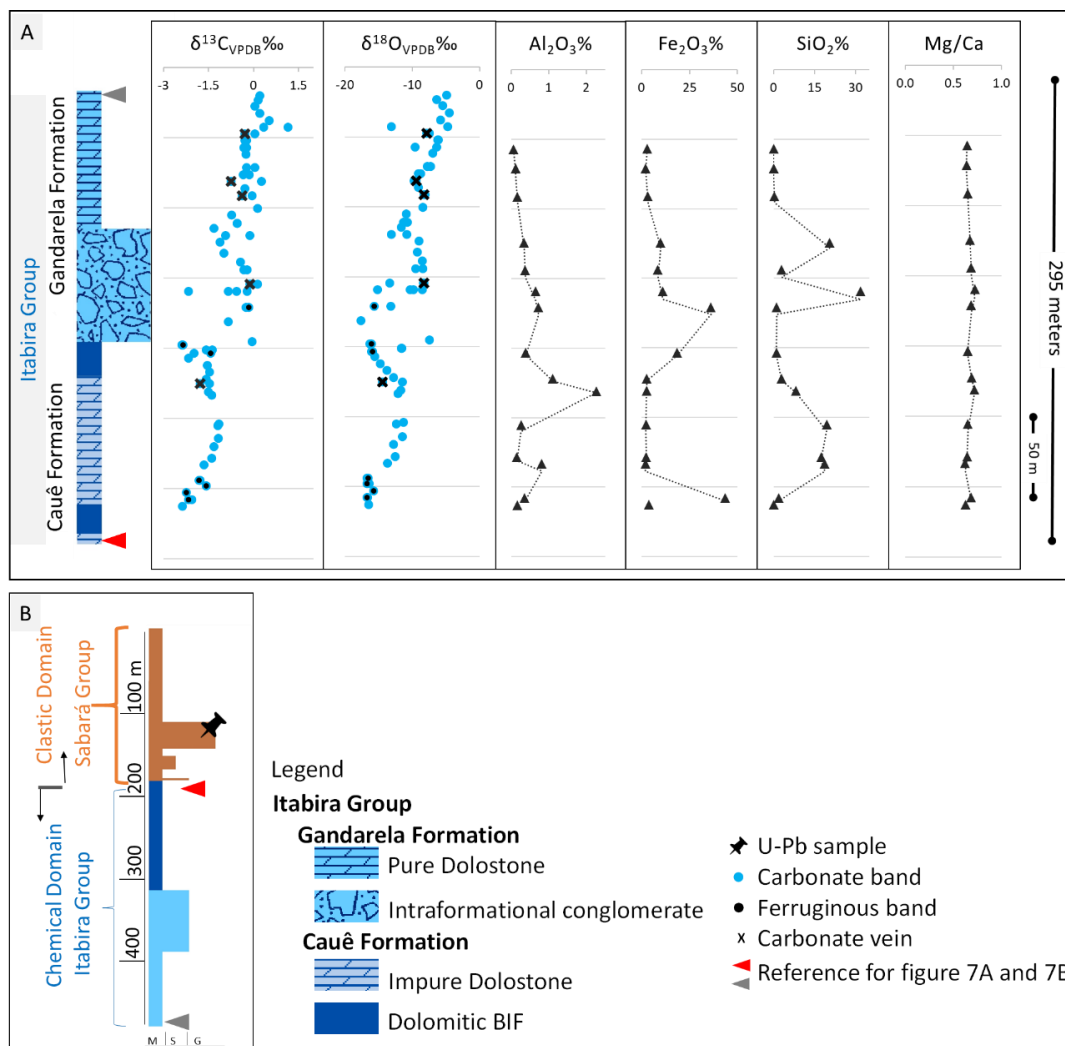 A
δ13CVPDB‰
δ18OVPDB‰
Al2O3%
Fe2O3%
SiO2%
Mg/Ca
-3 -1.5 0 1.5
-20 -10 0
0 1 2
0 25 50
0 15 30
0.0 0.5 1.0
Itabira Group
Gandarela Formation
Cauê Formation
295 meters
50 m
B
Clastic Domain
Sabará Group
Chemical Domain
Itabira Group
100 m
200
300
400
M S G
Legend
Itabira Group
Gandarela Formation
Pure Dolostone
Intraformational conglomerate
Cauê Formation
Impure Dolostone
Dolomitic BIF
U-Pb sample
Carbonate band
Ferruginous band
Carbonate vein
Reference for figure 7A and 7B